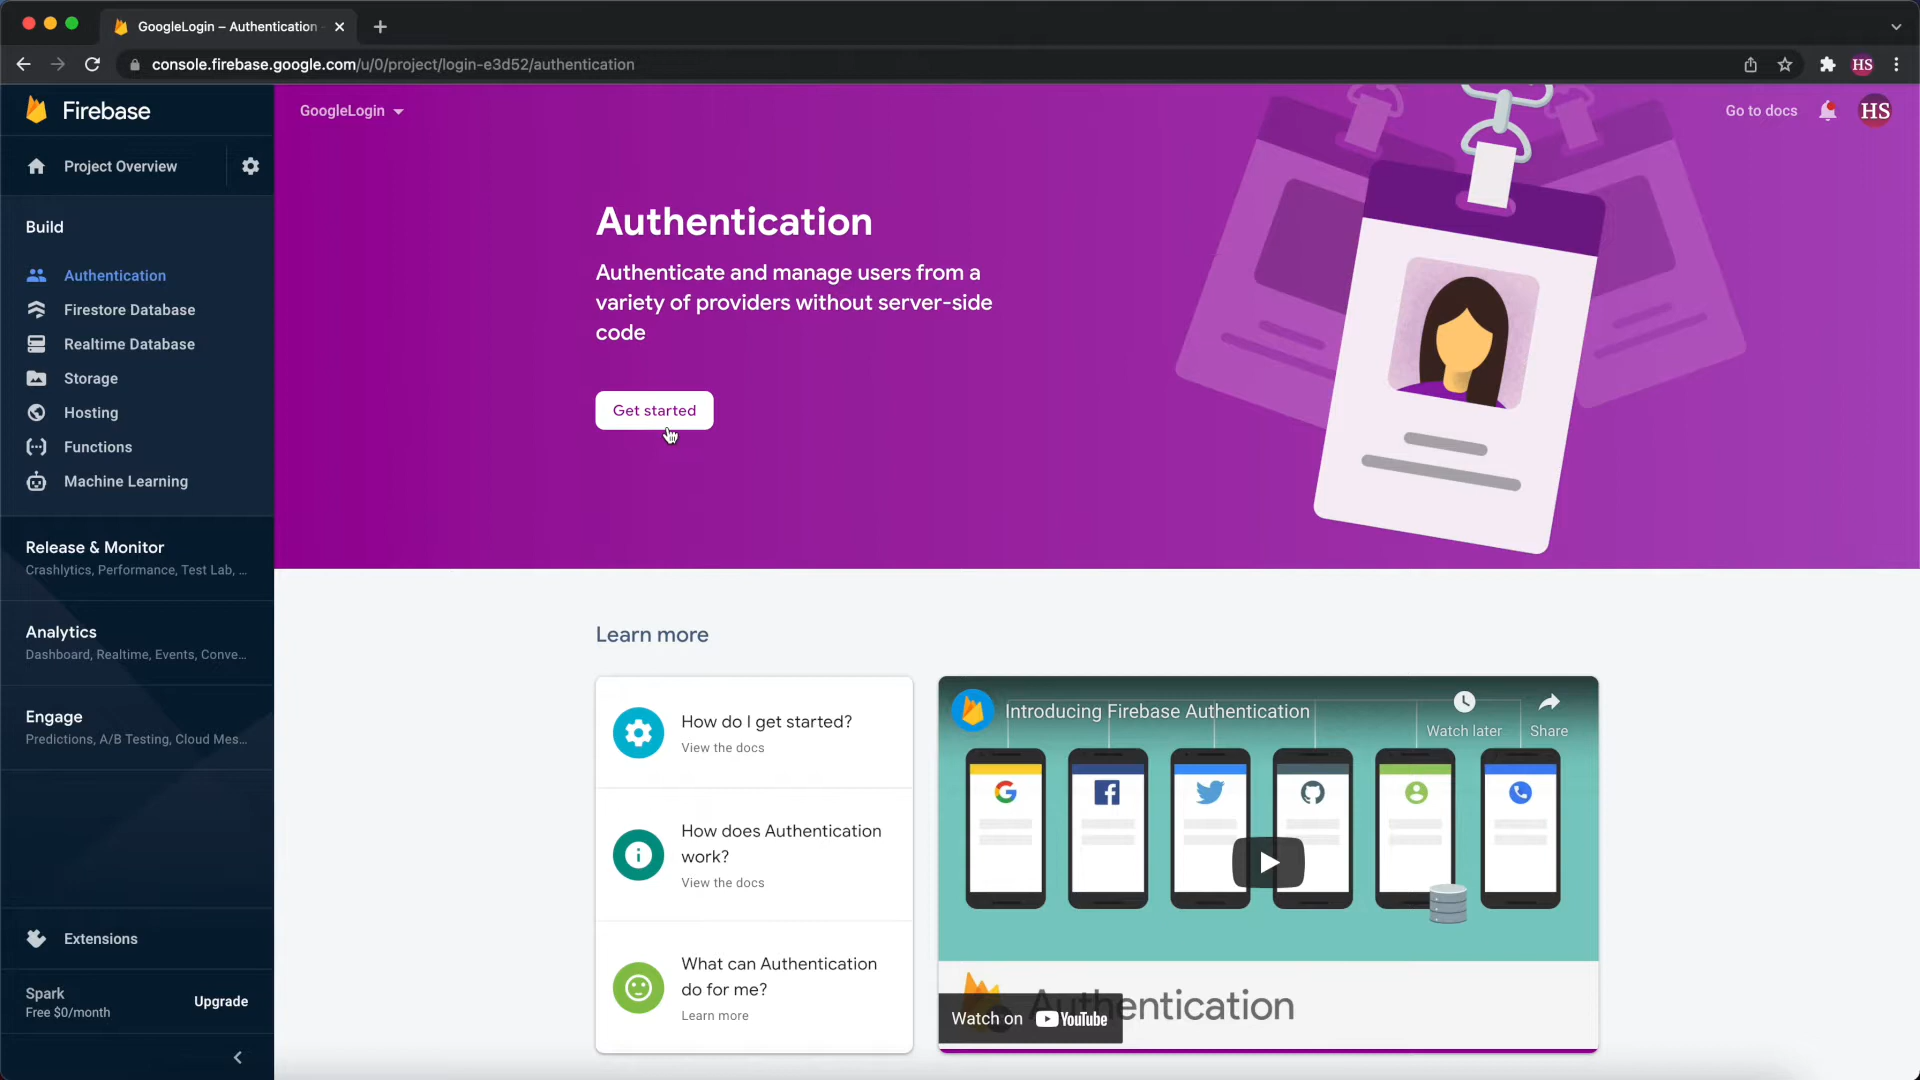 GoogleLogin – Authentication
console.firebase.google.com/u/0/project/login-e3d52/authentication
HS
Firebase
GoogleLogin
Go to docs
HS
Project Overview
Build
Authentication
Firestore Database
Realtime Database
Storage
Hosting
Functions
Machine Learning
Release & Monitor
Crashlytics, Performance, Test Lab, ...
Analytics
Dashboard, Realtime, Events, Conve...
Engage
Predictions, A/B Testing, Cloud Mes...
Extensions
Spark
Free $0/month
Upgrade
Authentication
Authenticate and manage users from a
variety of providers without server-side
code
Get started
Learn more
How do I get started?
View the docs
How does Authentication
work?
View the docs
What can Authentication
do for me?
Learn more
Introducing Firebase Authentication
Watch later
Share
Authentication
Watch on YouTube